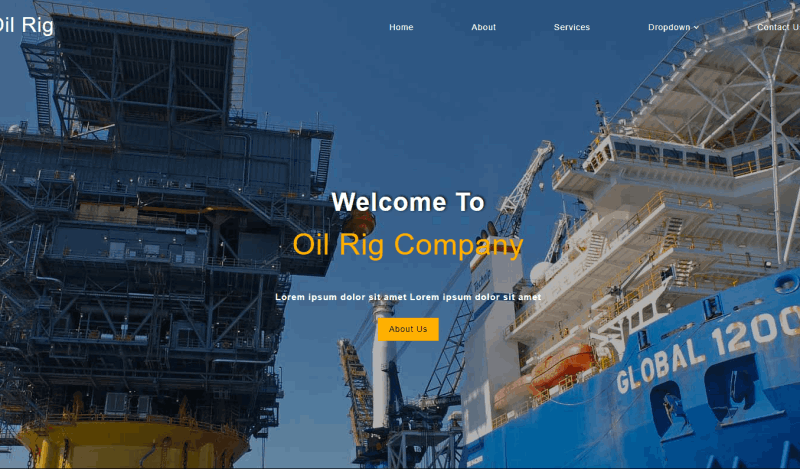 Oil Rig
Home About Services Dropdown Contact U
Welcome To
Oil Rig Company
Lorem ipsum dolor sit amet Lorem ipsum dolor sit amet
About Us
Technip
GLOBAL 1200